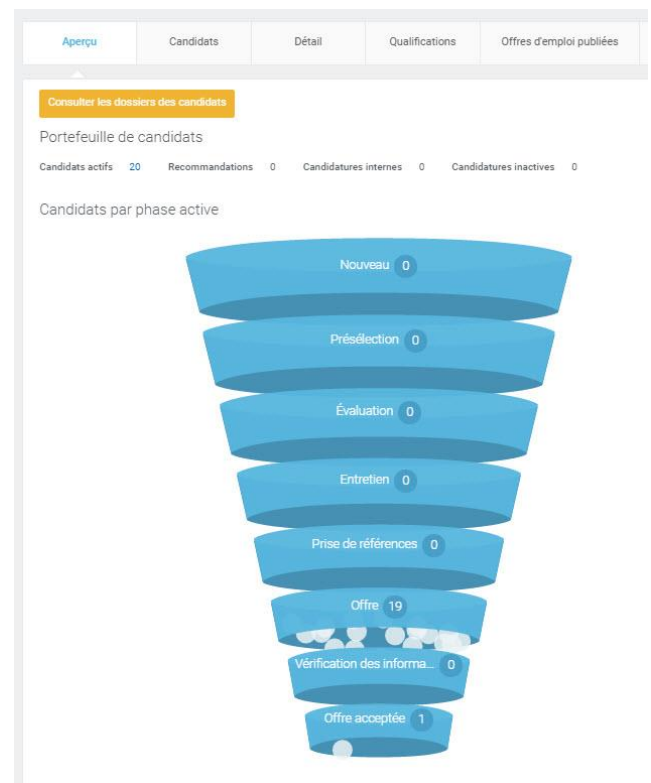 Aperçu Candidats Détail Qualifications Offres d'emploi publiées
Consulter les dossiers des candidats
Portefeuille de candidats
Candidats actifs 20 Recommandations 0 Candidatures internes 0 Candidatures inactives 0
Candidats par phase active
Nouveau 0
Présélection 0
Évaluation 0
Entretien 0
Prise de références 0
Offre 19
Vérification des informa... 0
Offre acceptée 1